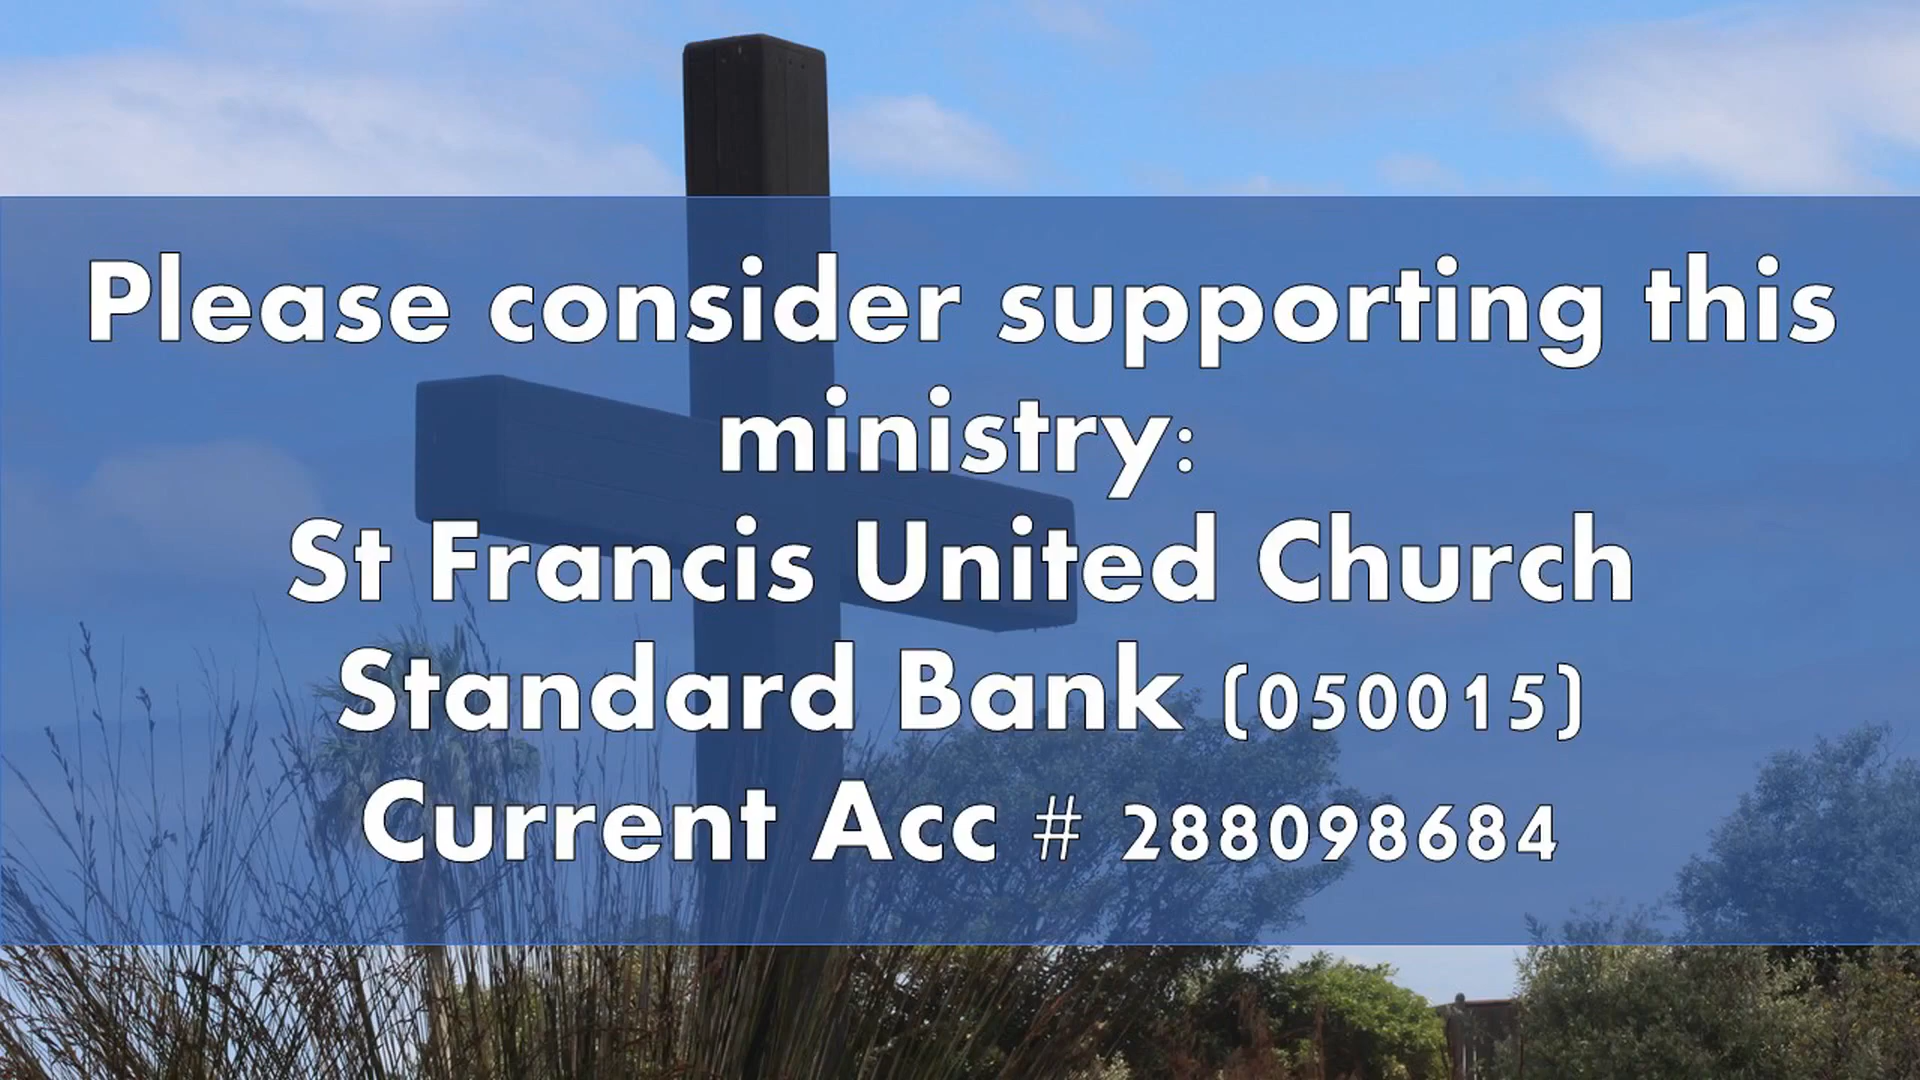 Please consider supporting this
ministry:
St Francis United Church
Standard Bank (050015)
Current Acc # 288098684